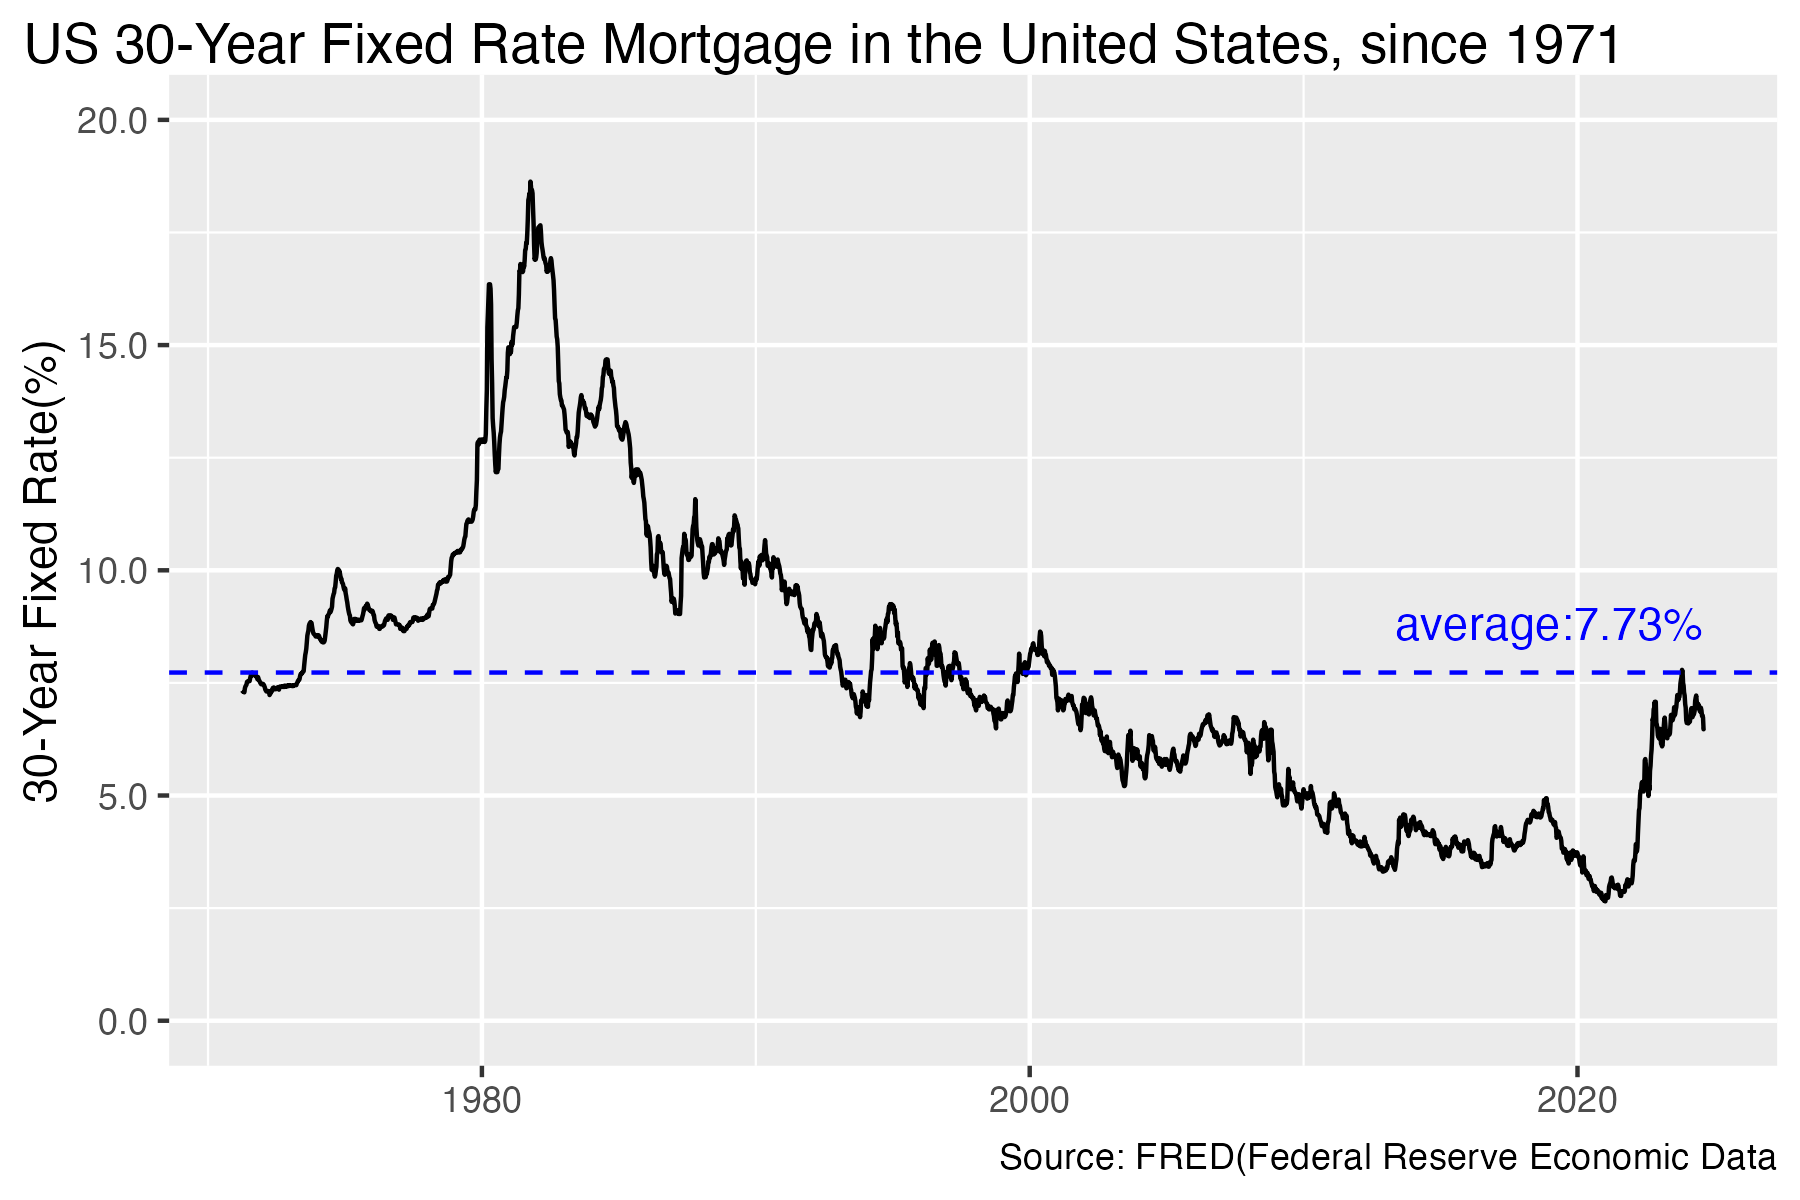 US 30-Year Fixed Rate Mortgage in the United States, since 1971
30-Year Fixed Rate(%)
20.0
15.0
10.0
5.0
0.0
average:7.73%
1980
2000
2020
Source: FRED(Federal Reserve Economic Data